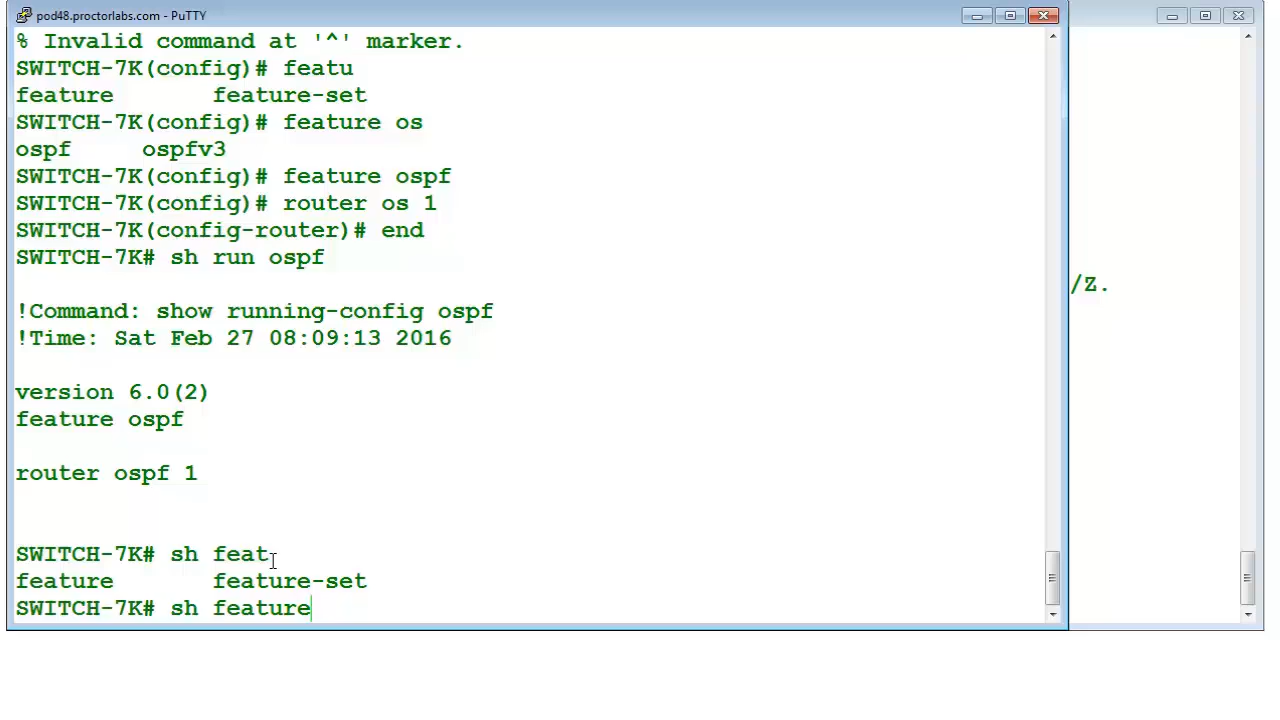 pod48.proctorlabs.com - PuTTY
% Invalid command at '^' marker.
SWITCH-7K(config)# featu
feature feature-set
SWITCH-7K(config)# feature os
ospf ospfv3
SWITCH-7K(config)# feature ospf
SWITCH-7K(config)# router os 1
SWITCH-7K(config-router)# end
SWITCH-7K# sh run ospf
/Z.
!Command: show running-config ospf
!Time: Sat Feb 27 08:09:13 2016
version 6.0(2)
feature ospf
router ospf 1
SWITCH-7K# sh feat
feature feature-set
SWITCH-7K# sh feature